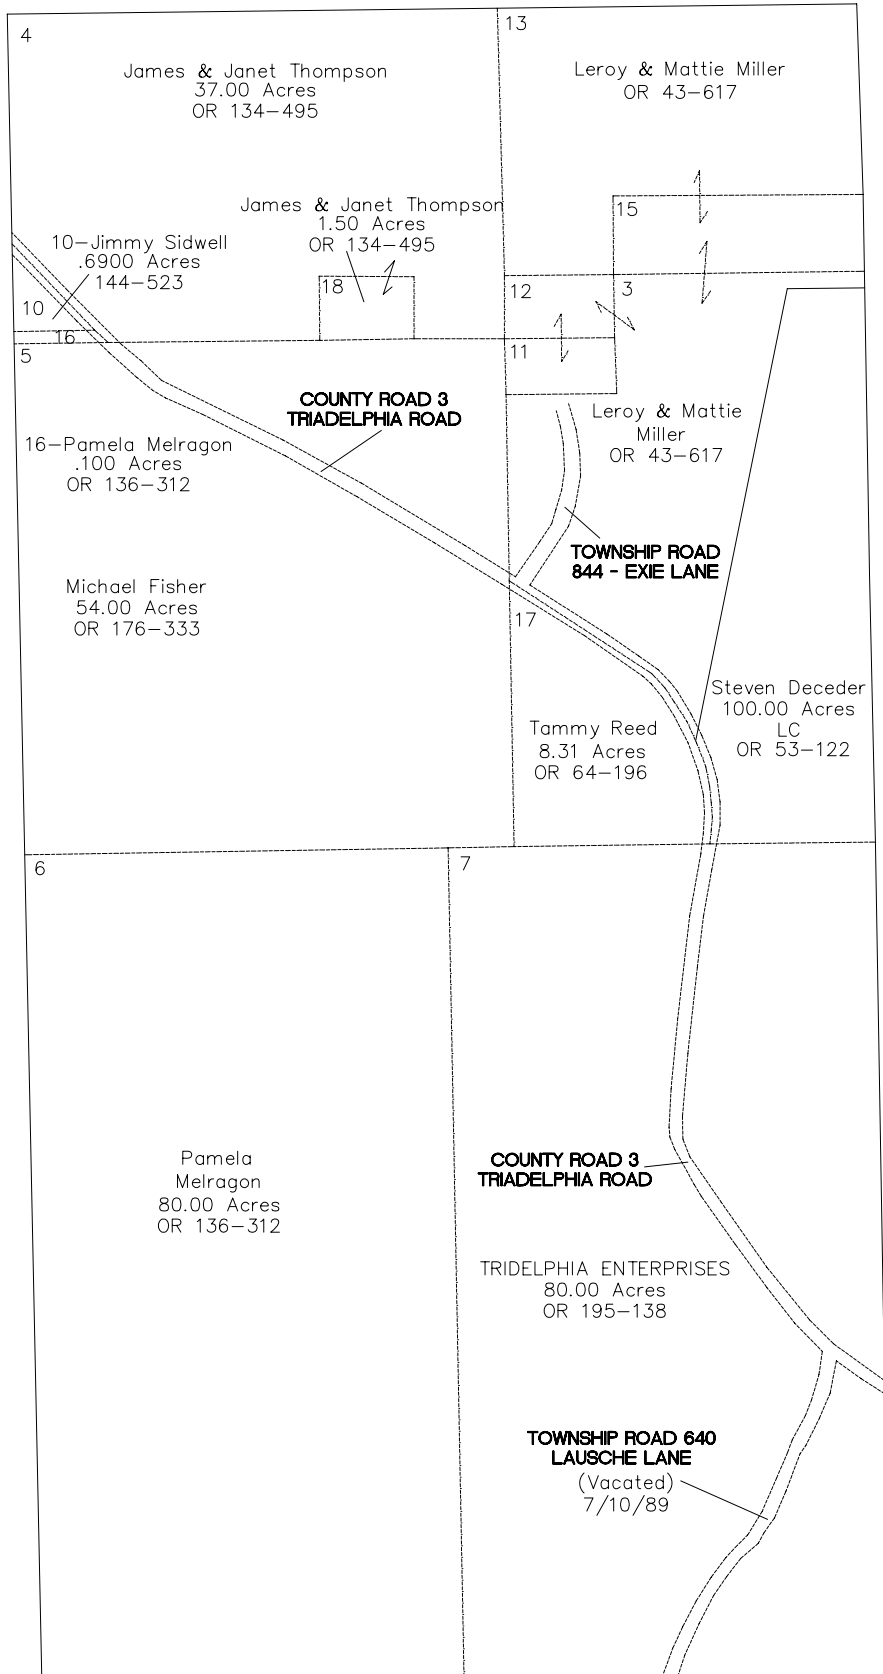 4
13
James & Janet Thompson
37.00 Acres
OR 134-495
Leroy & Mattie Miller
OR 43-617
15
James & Janet Thompson
1.50 Acres
OR 134-495
10-Jimmy Sidwell
.6900 Acres
144-523
18
12
3
10
16
5
11
COUNTY ROAD 3
TRIADELPHIA ROAD
Leroy & Mattie
Miller
OR 43-617
16-Pamela Melragon
.100 Acres
OR 136-312
TOWNSHIP ROAD
844 - EXIE LANE
Michael Fisher
54.00 Acres
OR 176-333
17
Steven Deceder
100.00 Acres
LC
OR 53-122
Tammy Reed
8.31 Acres
OR 64-196
6
7
Pamela
Melragon
80.00 Acres
OR 136-312
COUNTY ROAD 3
TRIADELPHIA ROAD
TRIDELPHIA ENTERPRISES
80.00 Acres
OR 195-138
TOWNSHIP ROAD 640
LAUSCHE LANE
(Vacated)
7/10/89